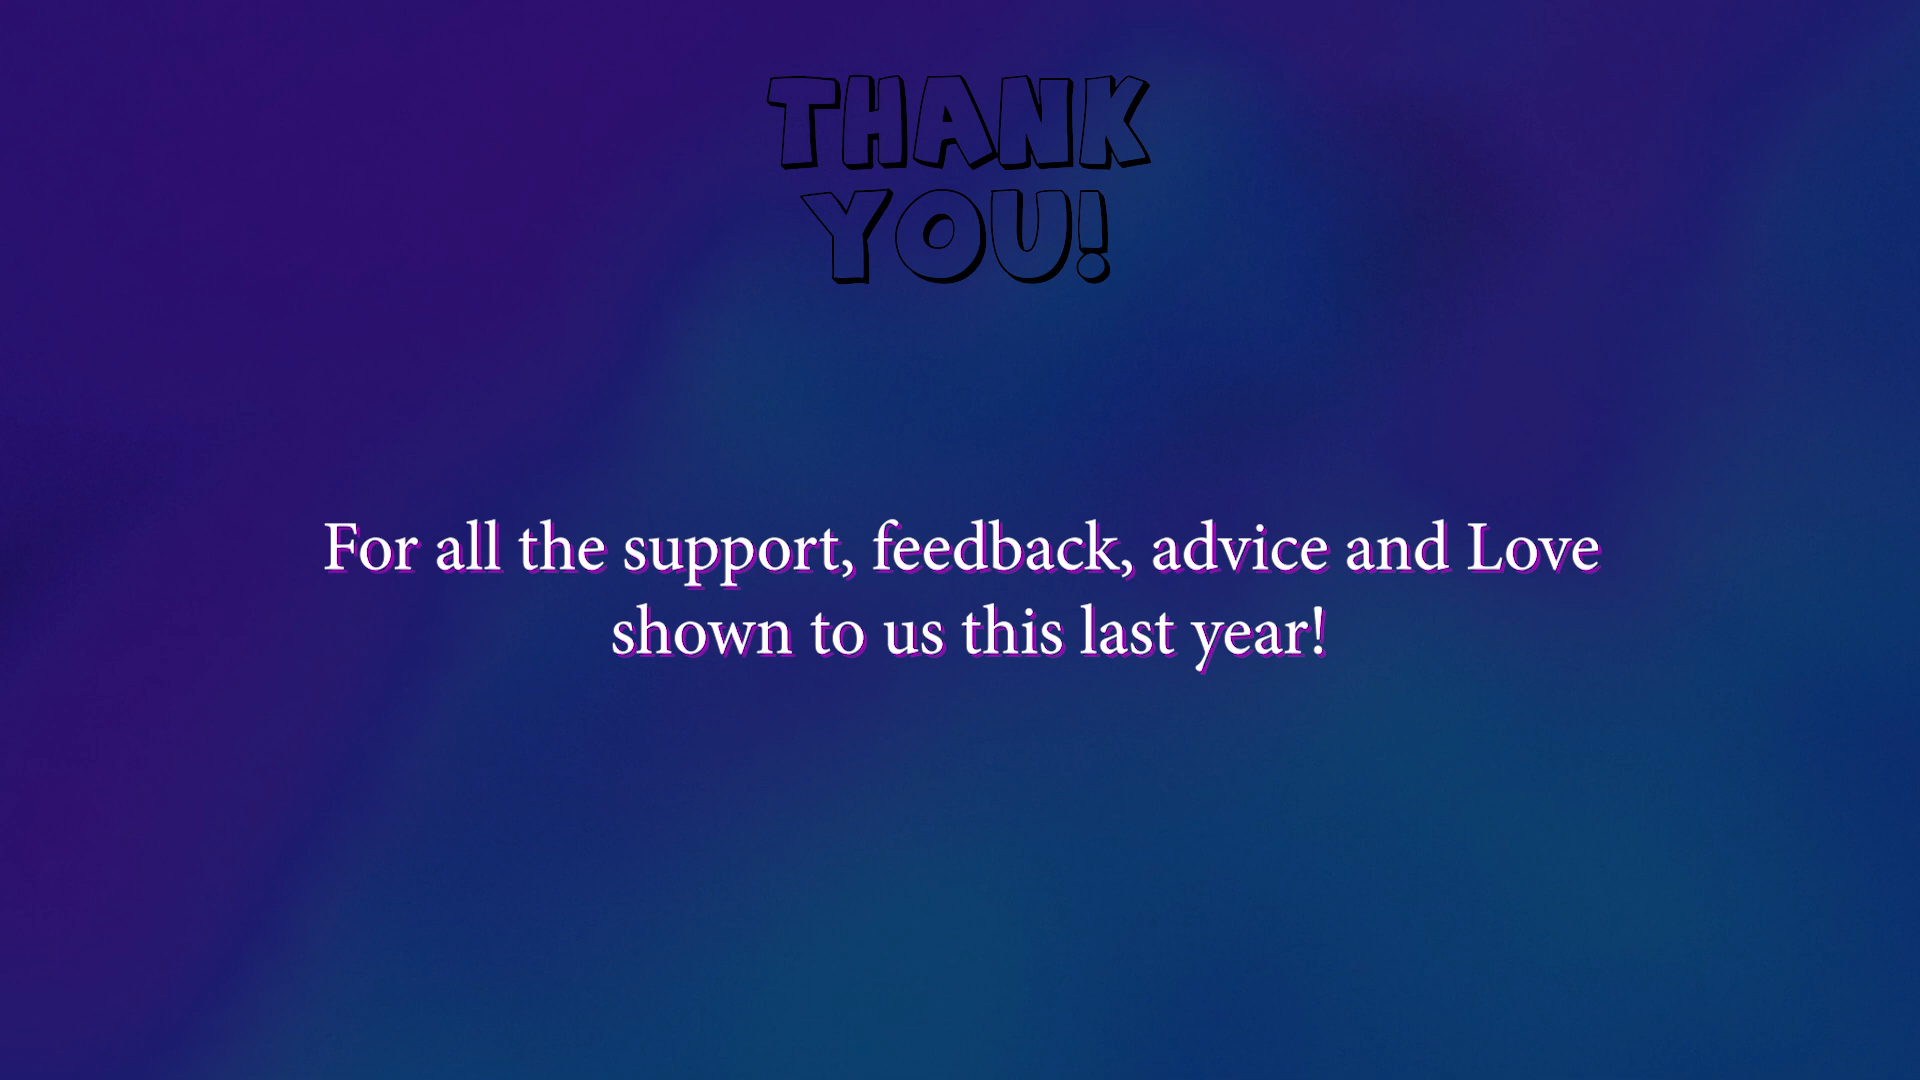 THANK
YOU!
For all the support, feedback, advice and Love
shown to us this last year!